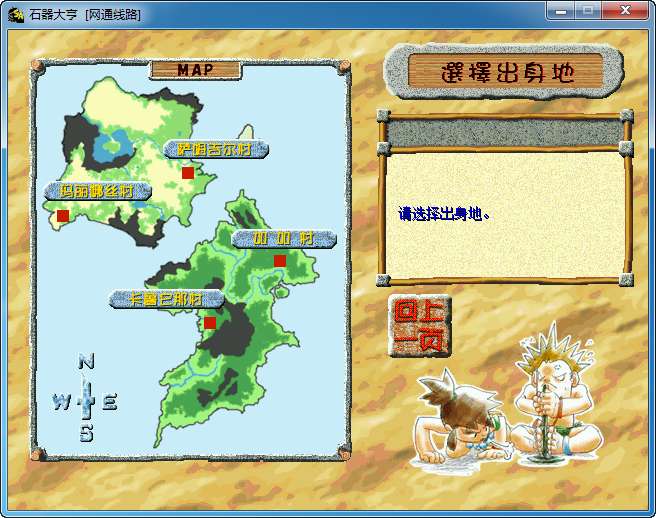 石器大亨 [网通线路]
MAP
選擇出身地
萨姆吉尔村
玛丽娜丝村
请选择出身地。
加加村
卡鲁它那村
回上
一页
N
W E
S